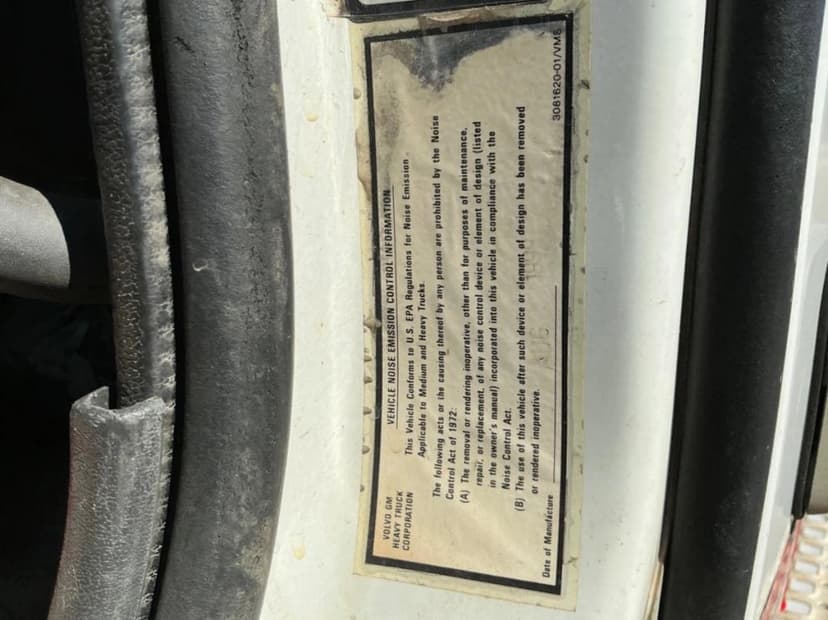 VOLVO GM
HEAVY TRUCK
CORPORATION
VEHICLE NOISE EMISSION CONTROL INFORMATION
This Vehicle Conforms to U.S. EPA Regulations for Noise Emission
Applicable to Medium and Heavy Trucks.
The following acts or the causing thereof by any person are prohibited by the Noise
Control Act of 1972:
(A) The removal or rendering inoperative, other than for purposes of maintenance,
repair, or replacement, of any noise control device or element of design (listed
in the owner's manual) incorporated into this vehicle in compliance with the
Noise Control Act.
(B) The use of this vehicle after such device or element of design has been removed
or rendered inoperative.
Date of Manufacture AUG
3081620-01/VMS